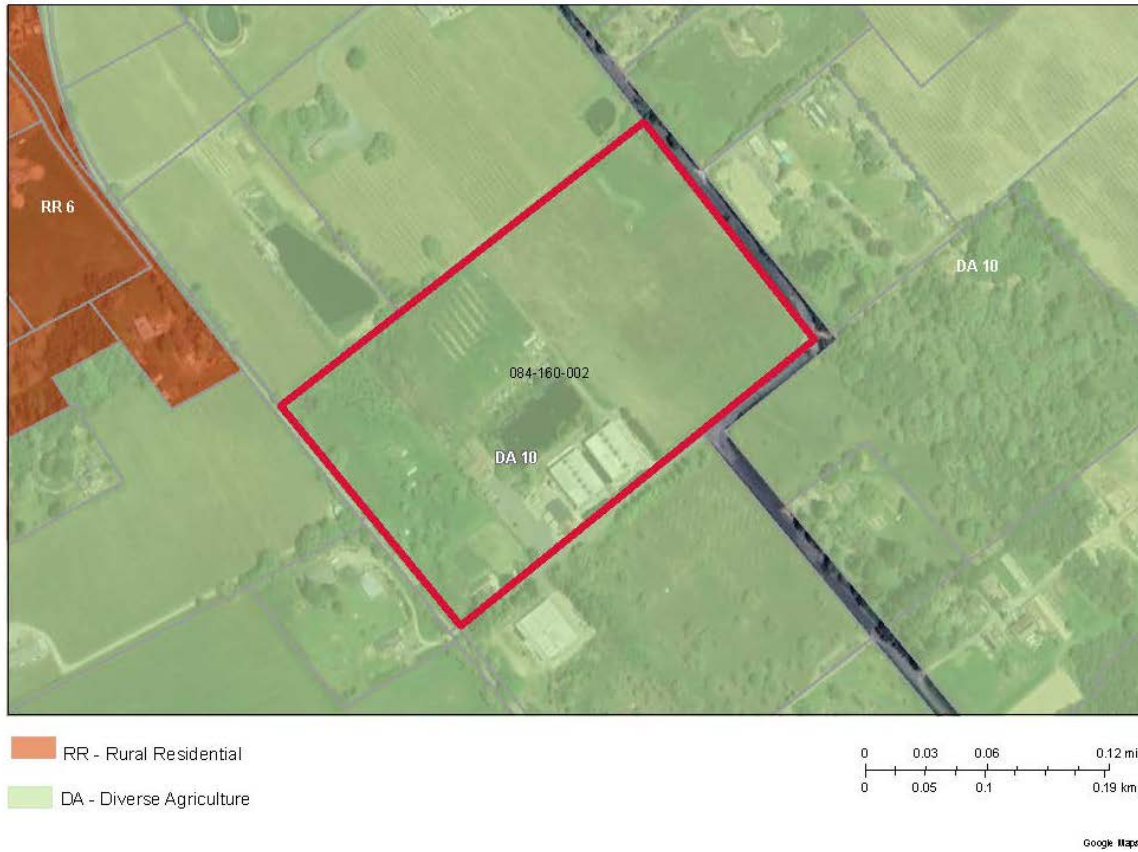 RR 6
DA 10
084-160-002
DA 10
RR - Rural Residential
DA - Diverse Agriculture
0 0.03 0.06 0.12 mi
0 0.05 0.1 0.19 km
Google Maps